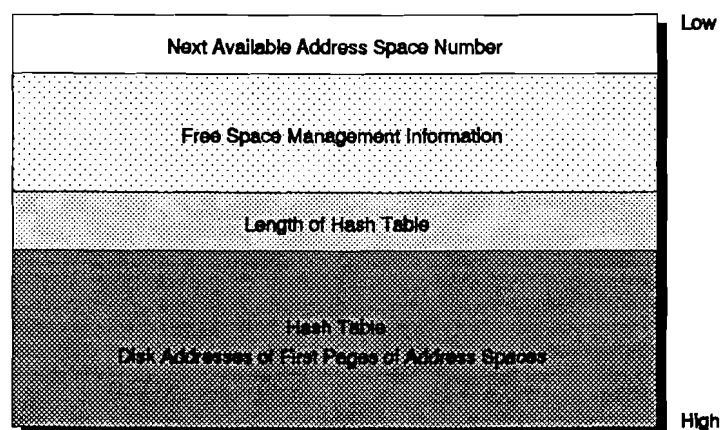 Low
Next Available Address Space Number
Free Space Management Information
Length of Hash Table
Hash Table
Disk Addresses of First Pages of Address Spaces
High